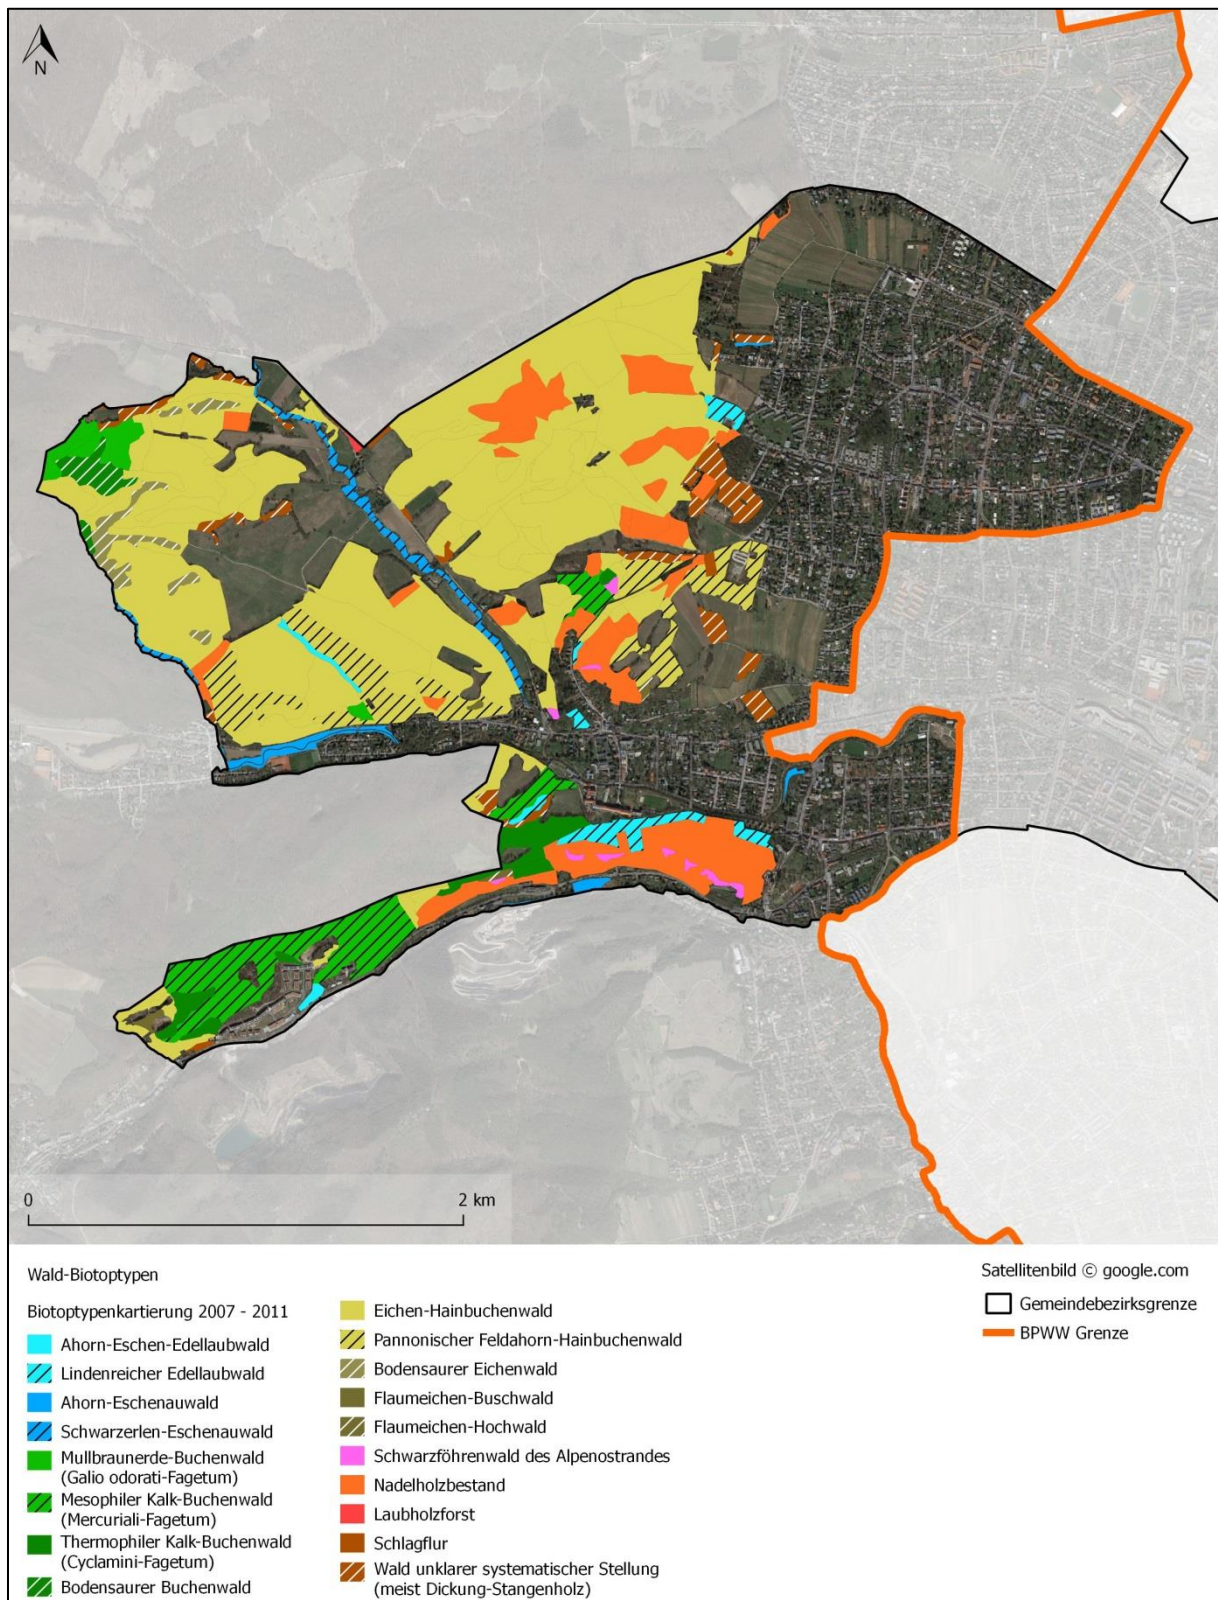 N
0
2 km
Wald-Biotoptypen
Biotoptypenkartierung 2007 - 2011
Ahorn-Eschen-Edellaubwald
Lindenreicher Edellaubwald
Ahorn-Eschenauwald
Schwarzerlen-Eschenauwald
Mullbraunerde-Buchenwald
(Galio odorati-Fagetum)
Mesophiler Kalk-Buchenwald
(Mercuriali-Fagetum)
Thermophiler Kalk-Buchenwald
(Cyclamini-Fagetum)
Bodensaurer Buchenwald
Eichen-Hainbuchenwald
Pannonischer Feldahorn-Hainbuchenwald
Bodensaurer Eichenwald
Flaumeichen-Buschwald
Flaumeichen-Hochwald
Schwarzföhrenwald des Alpenostrandes
Nadelholzbestand
Laubholzforst
Schlagflur
Wald unklarer systematischer Stellung
(meist Dickung-Stangenholz)
Satellitenbild © google.com
Gemeindebezirksgrenze
BPWW Grenze